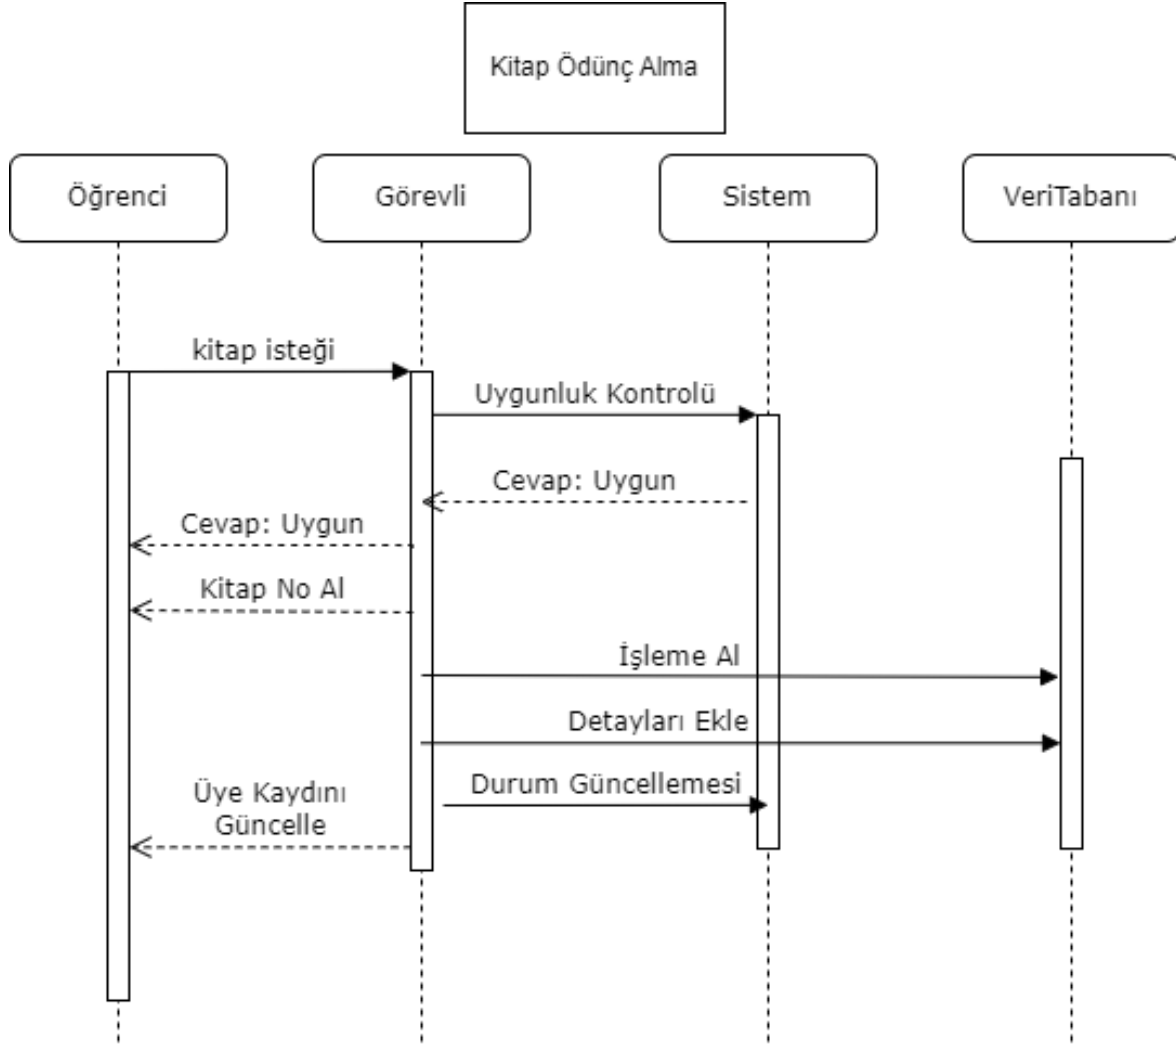 Kitap Ödünç Alma
Öğrenci
Görevli
Sistem
VeriTabanı
kitap isteği
Uygunluk Kontrolü
Cevap: Uygun
Cevap: Uygun
Kitap No Al
İşleme Al
Detayları Ekle
Durum Güncellemesi
Üye Kaydını
Güncelle